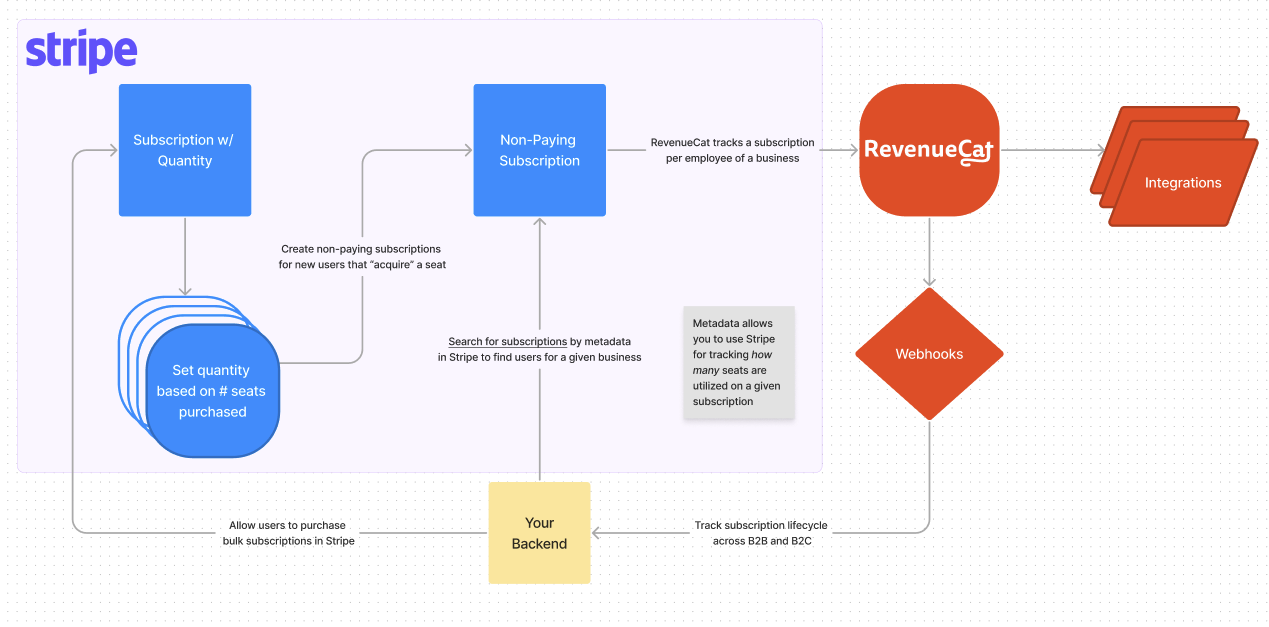 stripe
Subscription w/
Quantity
Non-Paying
Subscription
RevenueCat tracks a subscription
per employee of a business
RevenueCat
Integrations
Create non-paying subscriptions
for new users that “acquire” a seat
Set quantity
based on # seats
purchased
Search for subscriptions by metadata
in Stripe to find users for a given business
Metadata allows
you to use Stripe
for tracking how
many seats are
utilized on a given
subscription
Webhooks
Your
Backend
Allow users to purchase
bulk subscriptions in Stripe
Track subscription lifecycle
across B2B and B2C